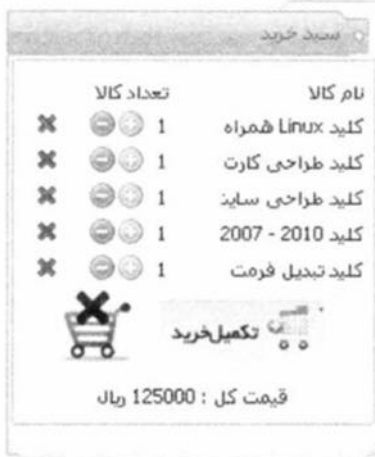 سبد خرید
نام کالا تعداد کالا
کلید Linux همراه 1
کلید طراحی کارت 1
کلید طراحی سایت 1
کلید 2010 - 2007 1
کلید تبدیل فرمت 1
تکمیل خرید
قیمت کل : 125000 ریال